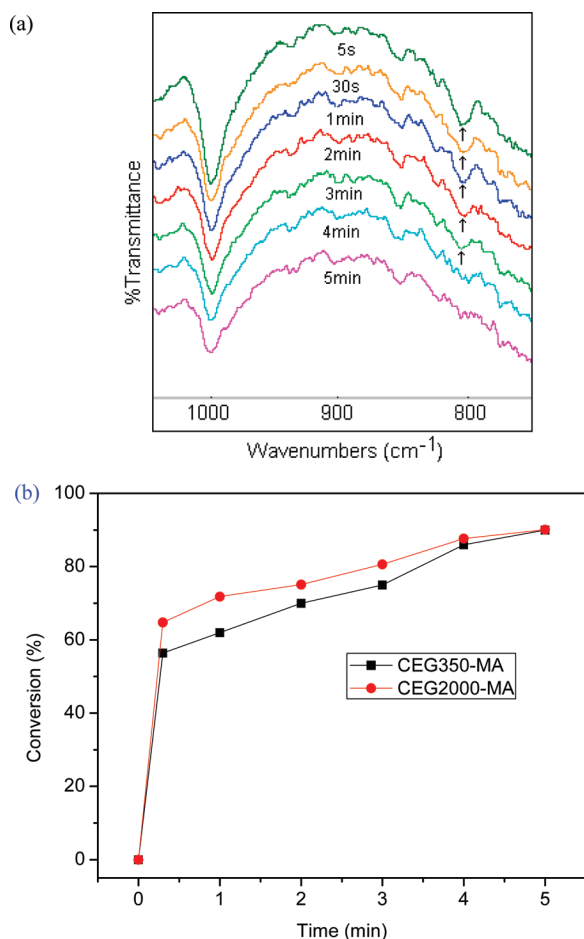 (a)
5s
30s
1min
2min
3min
4min
5min
%Transmittance
1000 900 800
Wavenumbers (cm-1)
(b)
100
80
60
40
20
0
Conversion (%)
CEG350-MA
CEG2000-MA
0 1 2 3 4 5
Time (min)